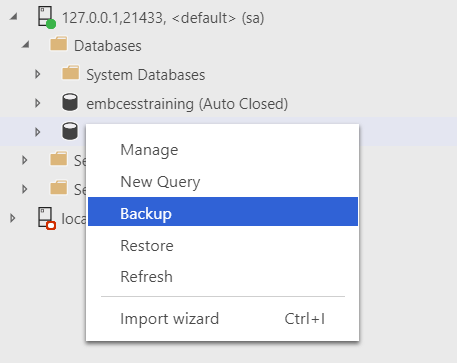 127.0.0.1,21433, <default> (sa)
Databases
System Databases
embcesstraining (Auto Closed)
Manage
New Query
Backup
Restore
Refresh
Import wizard Ctrl+I